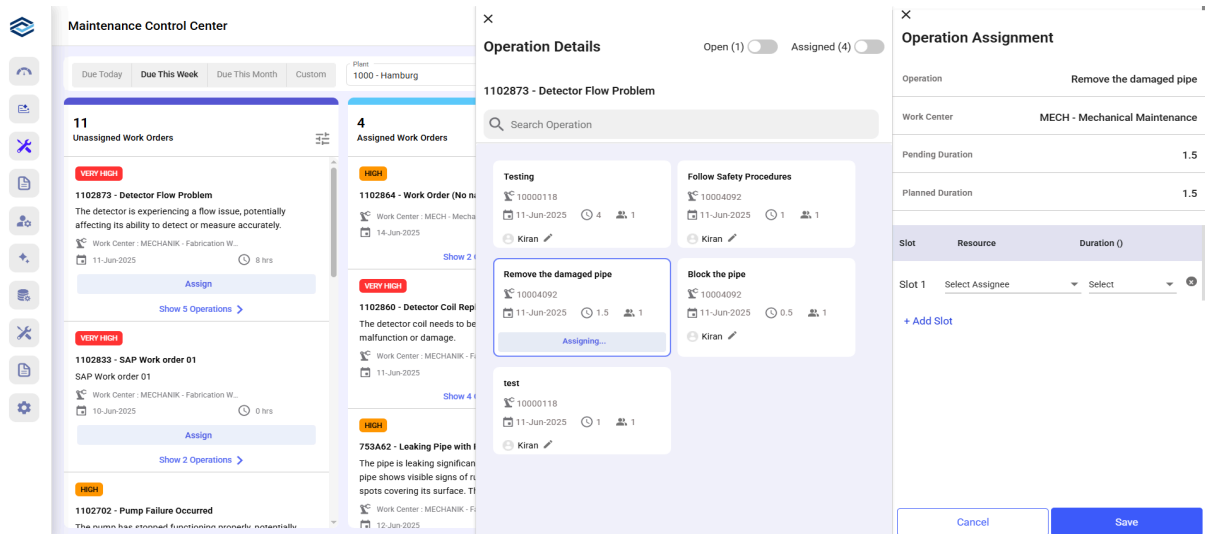 Maintenance Control Center
Due Today Due This Week Due This Month Custom
Plant
1000 - Hamburg
11
Unassigned Work Orders
VERY HIGH
1102873 - Detector Flow Problem
The detector is experiencing a flow issue, potentially
affecting its ability to detect or measure accurately.
Work Center : MECHANIK - Fabrication W...
11-Jun-2025 8 hrs
Assign
Show 5 Operations
VERY HIGH
1102833 - SAP Work order 01
SAP Work order 01
Work Center : MECHANIK - Fabrication W...
10-Jun-2025 0 hrs
Assign
Show 2 Operations
HIGH
1102702 - Pump Failure Occurred
The pump has stopped functioning properly, potentially
4
Assigned Work Orders
HIGH
1102864 - Work Order (No na
Work Center : MECH - Mecha
14-Jun-2025
Show 2
VERY HIGH
1102860 - Detector Coil Repl
The detector coil needs to be
malfunction or damage.
Work Center : MECHANIK - Fa
11-Jun-2025
Show 4
HIGH
753A62 - Leaking Pipe with
The pipe is leaking significan
pipe shows visible signs of ru
spots covering its surface. Th
Work Center : MECHANIK - Fa
12-Jun-2025
Operation Details
Open (1) Assigned (4)
1102873 - Detector Flow Problem
Search Operation
Testing
10000118
11-Jun-2025 4 1
Kiran
Follow Safety Procedures
10004092
11-Jun-2025 1 1
Kiran
Remove the damaged pipe
10004092
11-Jun-2025 1.5 1
Assigning...
Block the pipe
10004092
11-Jun-2025 0.5 1
Kiran
test
10000118
11-Jun-2025 1 1
Kiran
Operation Assignment
Operation Remove the damaged pipe
Work Center MECH - Mechanical Maintenance
Pending Duration 1.5
Planned Duration 1.5
Slot Resource Duration ()
Slot 1 Select Assignee Select
+ Add Slot
Cancel Save